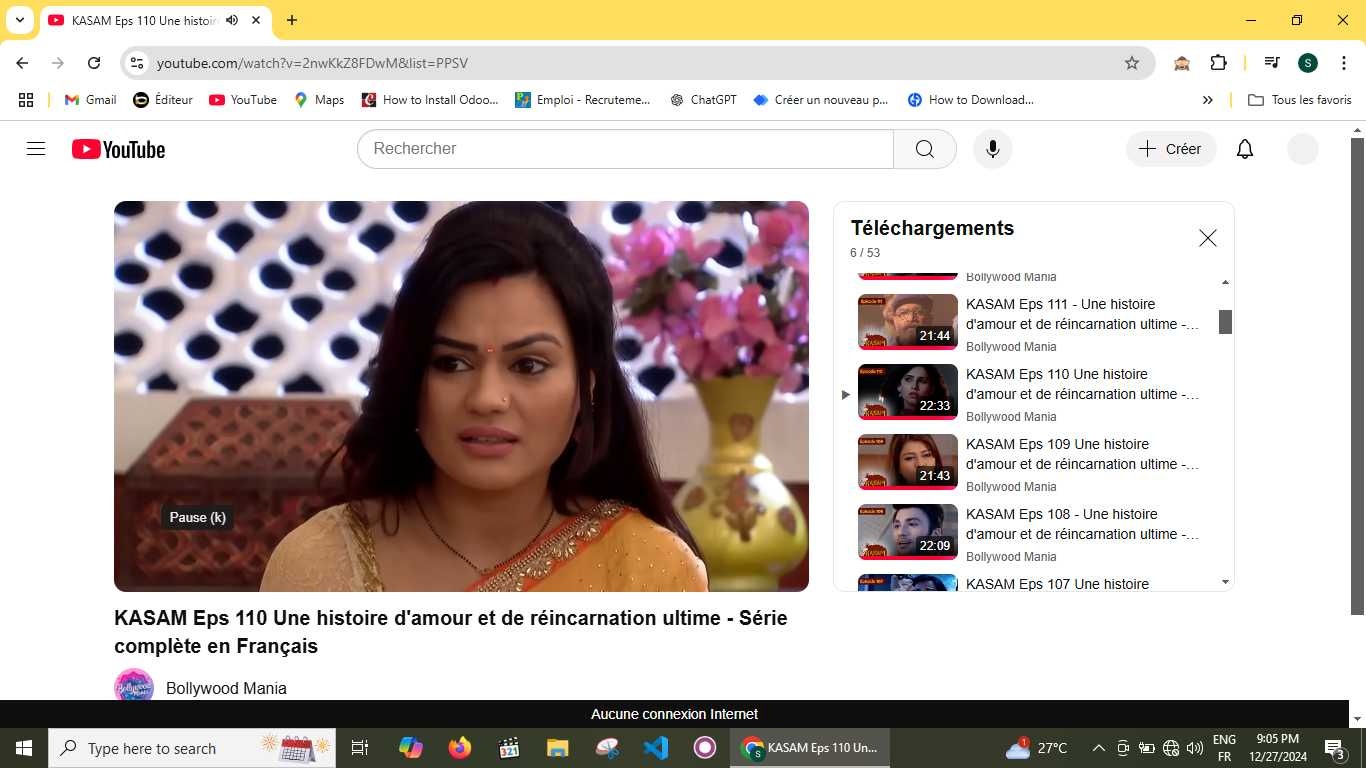 KASAM Eps 110 Une histoir
youtube.com/watch?v=2nwKkZ8FDwM&list=PPSV
S
Gmail
Éditeur
YouTube
Maps
How to Install Odoo...
Emploi - Recruteme...
ChatGPT
Créer un nouveau p...
How to Download...
Tous les favoris
YouTube
Rechercher
Créer
Pause (k)
Téléchargements
6 / 53
Bollywood Mania
KASAM Eps 111 - Une histoire
d'amour et de réincarnation ultime -...
21:44
Bollywood Mania
KASAM Eps 110 Une histoire
d'amour et de réincarnation ultime -...
22:33
Bollywood Mania
KASAM Eps 109 Une histoire
d'amour et de réincarnation ultime -...
21:43
Bollywood Mania
KASAM Eps 108 - Une histoire
d'amour et de réincarnation ultime -...
22:09
Bollywood Mania
KASAM Eps 107 Une histoire
KASAM Eps 110 Une histoire d'amour et de réincarnation ultime - Série
complète en Français
Bollywood Mania
Aucune connexion Internet
Type here to search
321
KASAM Eps 110 Un...
27°C
ENG
FR
9:05 PM
12/27/2024
3